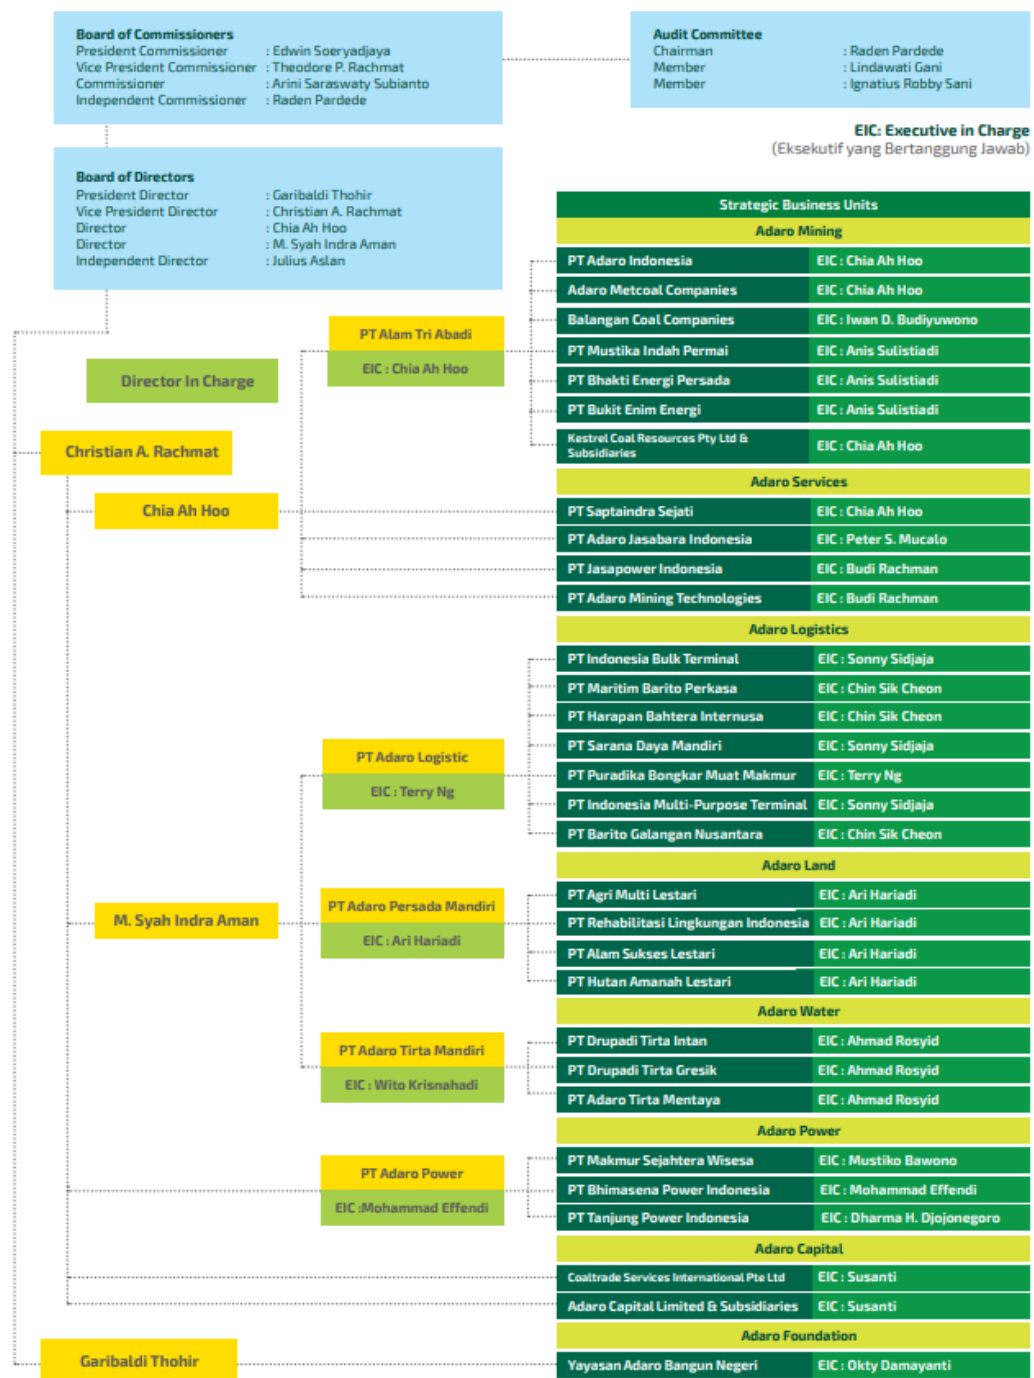 Board of Commissioners
President Commissioner : Edwin Soeryadjaya
Vice President Commissioner : Theodore P. Rachmat
Commissioner : Arini Saraswaty Subianto
Independent Commissioner : Raden Pardede
Audit Committee
Chairman : Raden Pardede
Member : Lindawati Gani
Member : Ignatius Robby Sani
EIC: Executive in Charge
(Eksekutif yang Bertanggung Jawab)
Board of Directors
President Director : Garibaldi Thohir
Vice President Director : Christian A. Rachmat
Director : Chia Ah Hoo
Director : M. Syah Indra Aman
Independent Director : Julius Aslan
Director In Charge
Christian A. Rachmat
Chia Ah Hoo
M. Syah Indra Aman
Garibaldi Thohir
PT Alam Tri Abadi
EIC : Chia Ah Hoo
PT Adaro Logistic
EIC : Terry Ng
PT Adaro Persada Mandiri
EIC : Ari Hariadi
PT Adaro Tirta Mandiri
EIC : Wito Krisnahadi
PT Adaro Power
EIC :Mohammad Effendi
Strategic Business Units
Adaro Mining
PT Adaro Indonesia EIC : Chia Ah Hoo
Adaro Metcoal Companies EIC : Chia Ah Hoo
Balangan Coal Companies EIC : Iwan D. Budiyuwono
PT Mustika Indah Permai EIC : Anis Sulistiadi
PT Bhakti Energi Persada EIC : Anis Sulistiadi
PT Bukit Enim Energi EIC : Anis Sulistiadi
Kestrel Coal Resources Pty Ltd &
Subsidiaries EIC : Chia Ah Hoo
Adaro Services
PT Saptaindra Sejati EIC : Chia Ah Hoo
PT Adaro Jasabara Indonesia EIC : Peter S. Mucalo
PT Jasapower Indonesia EIC : Budi Rachman
PT Adaro Mining Technologies EIC : Budi Rachman
Adaro Logistics
PT Indonesia Bulk Terminal EIC : Sonny Sidjaja
PT Maritim Barito Perkasa EIC : Chin Sik Cheon
PT Harapan Bahtera Internusa EIC : Chin Sik Cheon
PT Sarana Daya Mandiri EIC : Sonny Sidjaja
PT Puradika Bongkar Muat Makmur EIC : Terry Ng
PT Indonesia Multi-Purpose Terminal EIC : Sonny Sidjaja
PT Barito Galangan Nusantara EIC : Chin Sik Cheon
Adaro Land
PT Agri Multi Lestari EIC : Ari Hariadi
PT Rehabilitasi Lingkungan Indonesia EIC : Ari Hariadi
PT Alam Sukses Lestari EIC : Ari Hariadi
PT Hutan Amanah Lestari EIC : Ari Hariadi
Adaro Water
PT Drupadi Tirta Intan EIC : Ahmad Rosyid
PT Drupadi Tirta Gresik EIC : Ahmad Rosyid
PT Adaro Tirta Mentaya EIC : Ahmad Rosyid
Adaro Power
PT Makmur Sejahtera Wisesa EIC : Mustiko Bawono
PT Bhimasena Power Indonesia EIC : Mohammad Effendi
PT Tanjung Power Indonesia EIC : Dharma H. Djojonegoro
Adaro Capital
Coaltrade Services International Pte Ltd EIC : Susanti
Adaro Capital Limited & Subsidiaries EIC : Susanti
Adaro Foundation
Yayasan Adaro Bangun Negeri EIC : Okty Damayanti